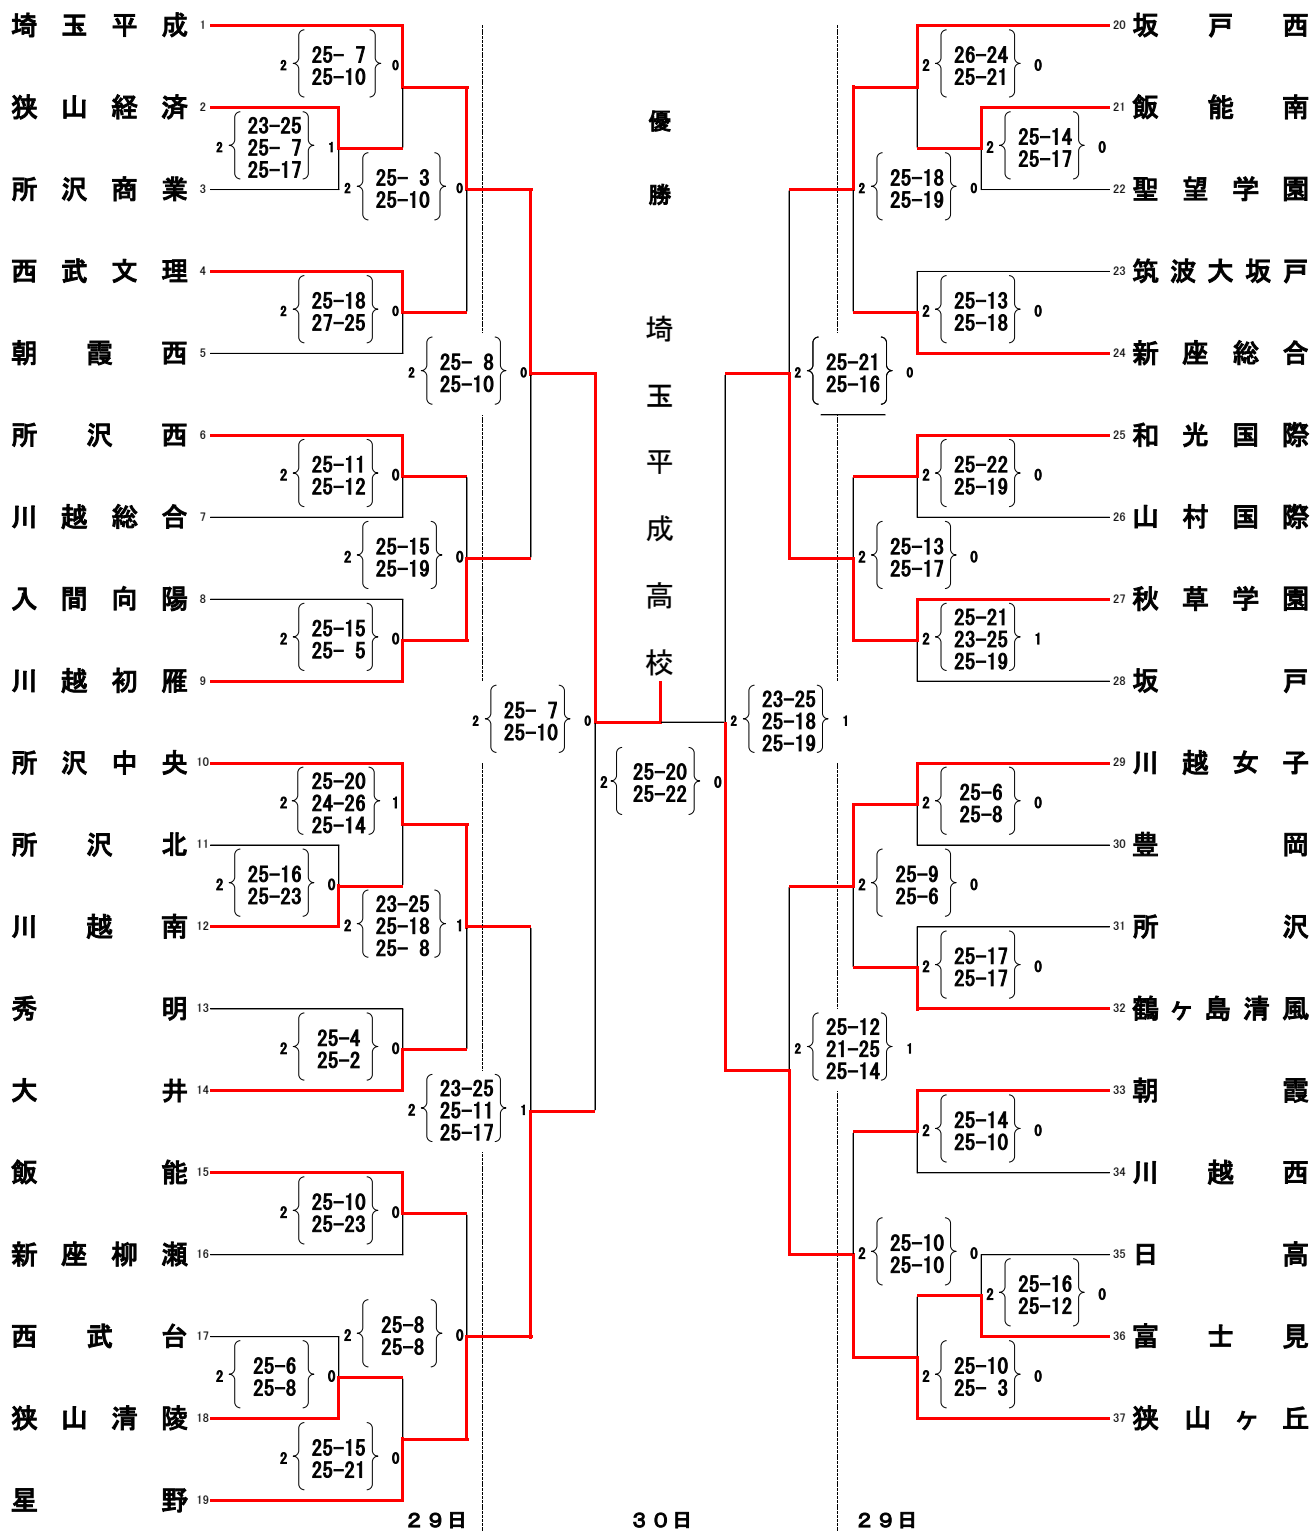 埼玉平成 1
2 25- 7 0
25-10
狭山経済 2
23-25
2 25- 7 1
25-17
所沢商業 3
2 25- 3 0
25-10
西武文理 4
2 25-18 0
27-25
朝霞西 5
2 25- 8 0
25-10
所沢西 6
2 25-11 0
25-12
川越総合 7
2 25-15 0
25-19
入間向陽 8
2 25-15 0
25- 5
川越初雁 9
2 25- 7 0
25-10
所沢中央 10
25-20
2 24-26 1
25-14
所沢北 11
2 25-16 0
25-23
川越南 12
23-25
2 25-18 1
25- 8
秀明 13
2 25-4 0
25-2
大井 14
23-25
2 25-11 1
25-17
飯能 15
2 25-10 0
25-23
新座柳瀬 16
2 25-8 0
25-8
西武台 17
2 25-6 0
25-8
狭山清陵 18
2 25-15 0
25-21
星野 19
29日
優勝
埼玉平成高校
2 25-20 0
25-22
30日
20 坂戸西
2 26-24 0
25-21
21 飯能南
2 25-14 0
25-17
22 聖望学園
2 25-18 0
25-19
23 筑波大坂戸
2 25-13 0
25-18
24 新座総合
2 25-21 0
25-16
25 和光国際
2 25-22 0
25-19
26 山村国際
2 25-13 0
25-17
27 秋草学園
25-21
2 23-25 1
25-19
28 坂戸
23-25
2 25-18 1
25-19
29 川越女子
2 25-6 0
25-8
30 豊岡
2 25-9 0
25-6
31 所沢
2 25-17 0
25-17
32 鶴ヶ島清風
25-12
2 21-25 1
25-14
33 朝霞
2 25-14 0
25-10
34 川越西
2 25-10 0
25-10
35 日高
2 25-16 0
25-12
36 富士見
2 25-10 0
25- 3
37 狭山ヶ丘
29日